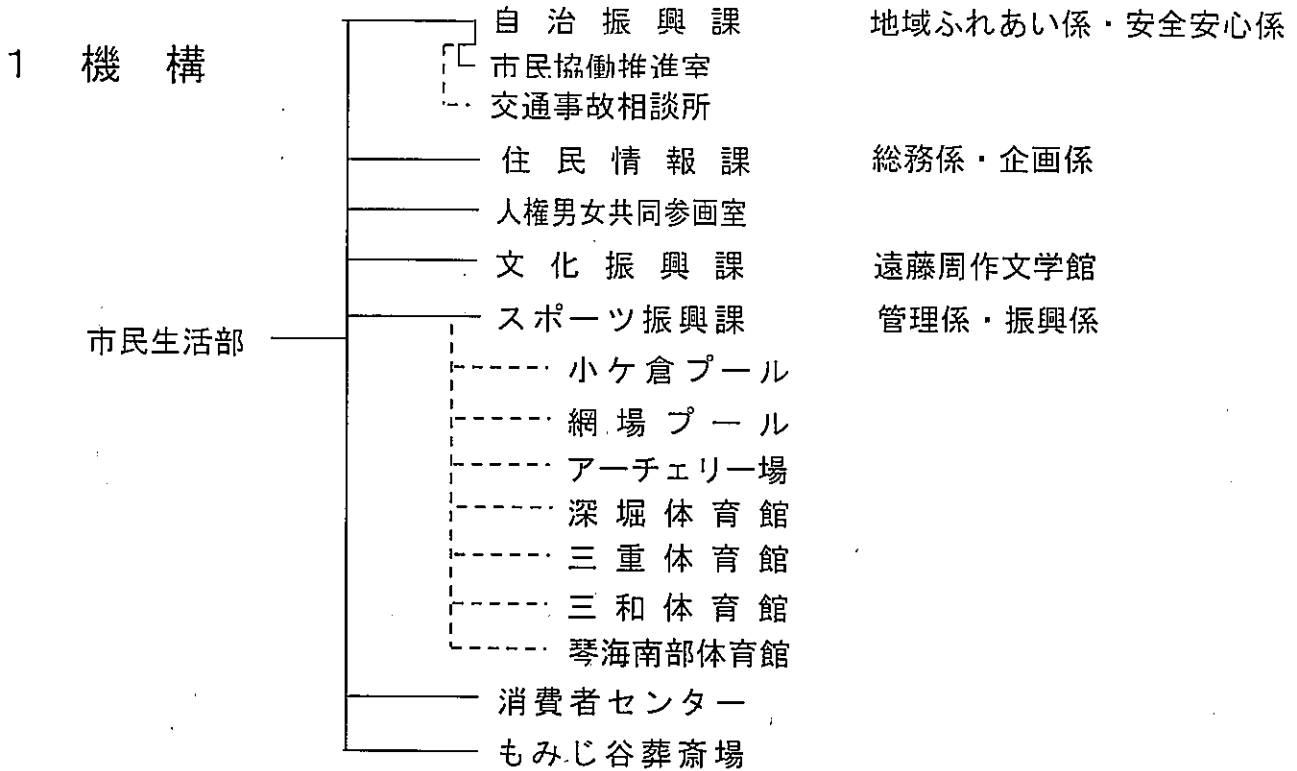 1 機構
自治振興課 地域ふれあい係・安全安心係
市民協働推進室
交通事故相談所
住民情報課 総務係・企画係
人権男女共同参画室
文化振興課 遠藤周作文学館
スポーツ振興課 管理係・振興係
市民生活部
小ケ倉プール
網場プール
アーチェリー場
深堀体育館
三重体育館
三和体育館
琴海南部体育館
消費者センター
もみじ谷葬斎場